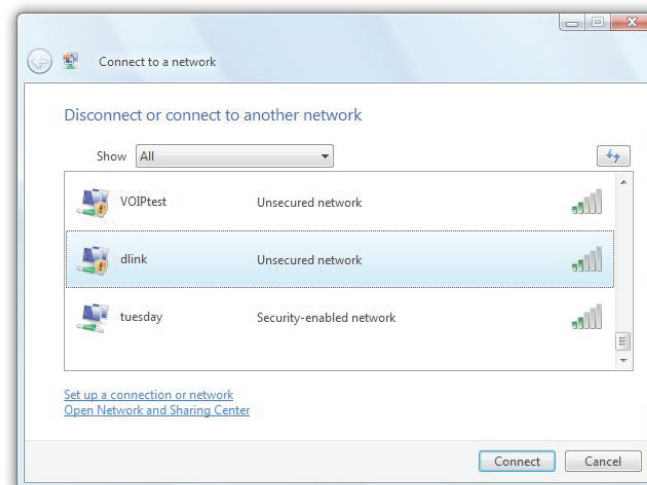 Connect to a network
Disconnect or connect to another network
Show All
VOIPtest Unsecured network
dlink Unsecured network
tuesday Security-enabled network
Set up a connection or network
Open Network and Sharing Center
Connect Cancel